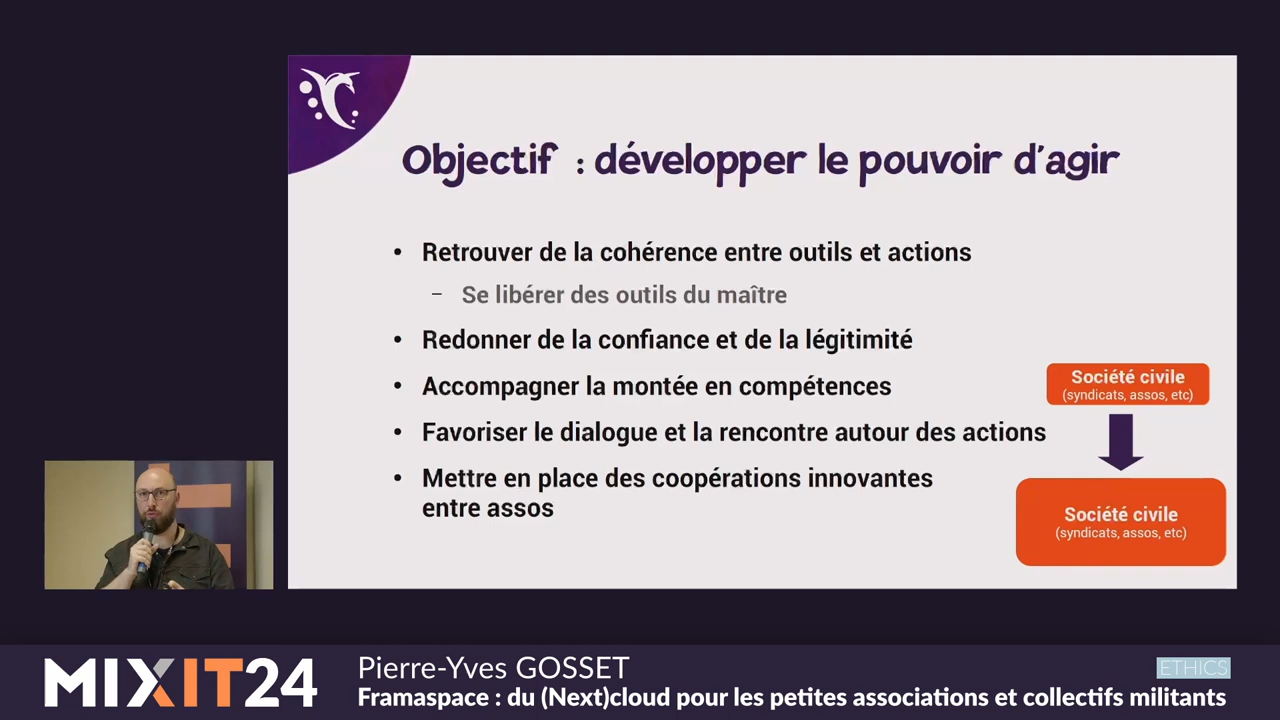 Objectif : développer le pouvoir d'agir
• Retrouver de la cohérence entre outils et actions
– Se libérer des outils du maître
• Redonner de la confiance et de la légitimité
• Accompagner la montée en compétences
• Favoriser le dialogue et la rencontre autour des actions
• Mettre en place des coopérations innovantes
entre assos
Société civile
(syndicats, assos, etc)
Société civile
(syndicats, assos, etc)
MIXIT24
Pierre-Yves GOSSET
ETHICS
Framaspace : du (Next)cloud pour les petites associations et collectifs militants